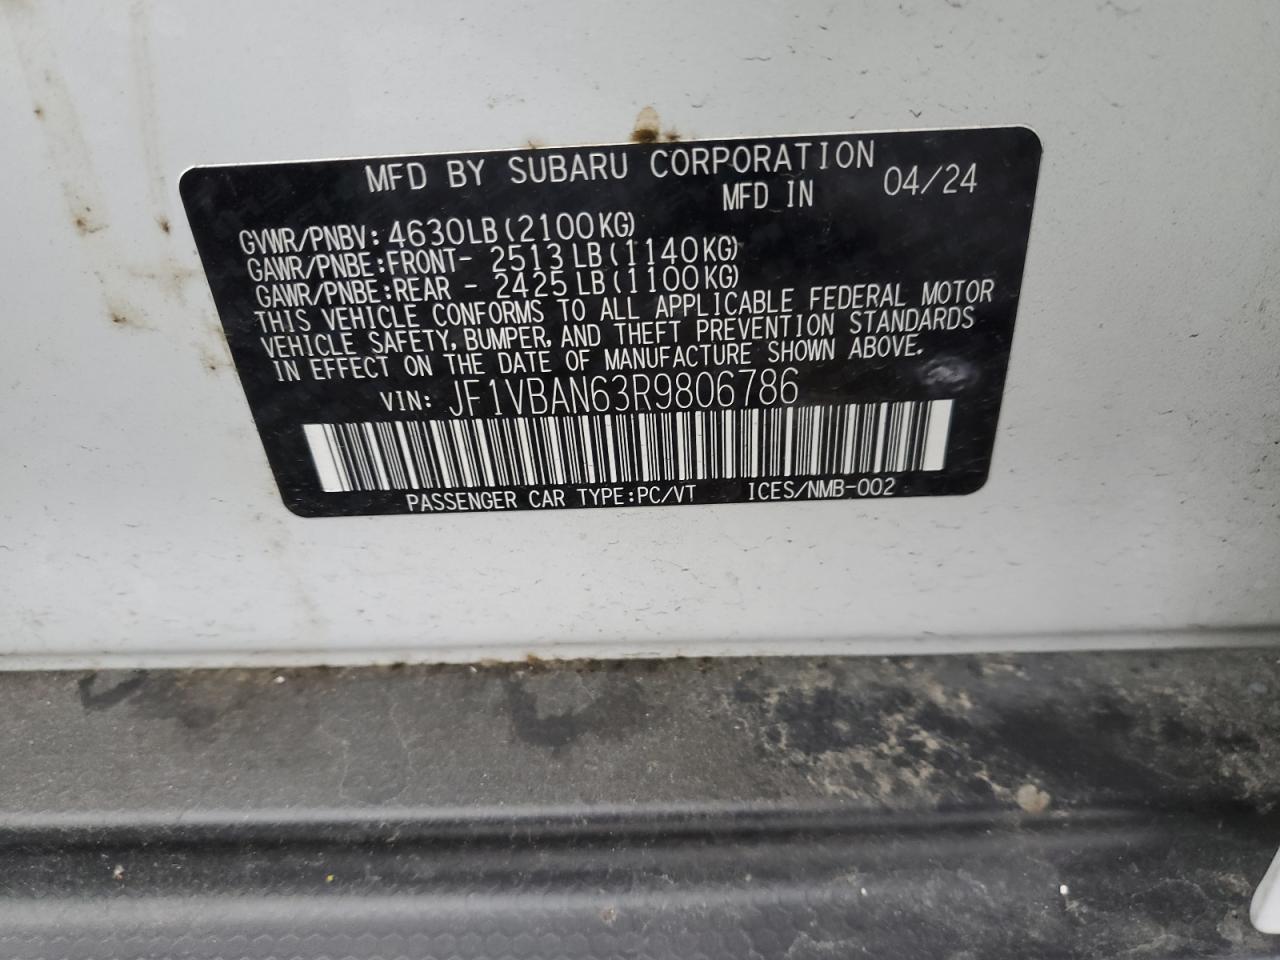 MFD BY SUBARU CORPORATION
MFD IN 04/24
GVWR/PNBV: 4630LB(2100KG)
GAWR/PNBE:FRONT- 2513LB(1140KG)
GAWR/PNBE:REAR - 2425LB(1100KG)
THIS VEHICLE CONFORMS TO ALL APPLICABLE FEDERAL MOTOR
VEHICLE SAFETY, BUMPER, AND THEFT PREVENTION STANDARDS
IN EFFECT ON THE DATE OF MANUFACTURE SHOWN ABOVE.
VIN: JF1VBAN63R9806786
PASSENGER CAR TYPE:PC/VT ICES/NMB-002